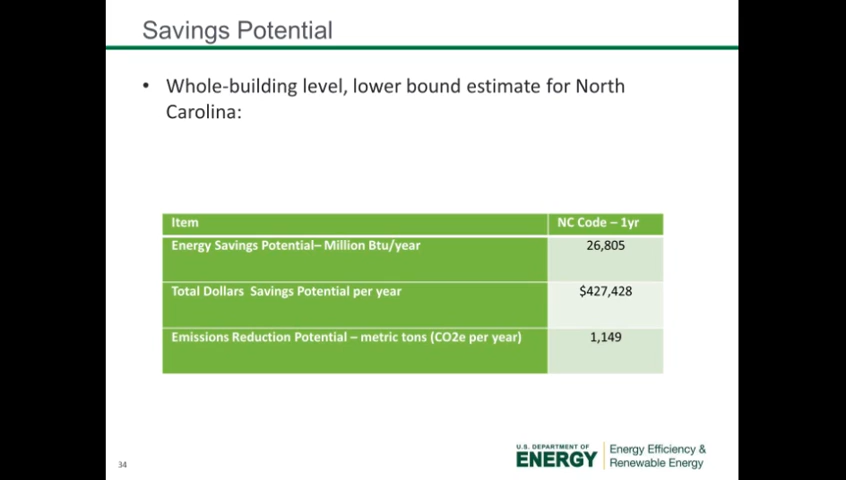 Savings Potential
• Whole-building level, lower bound estimate for North
Carolina:
Item NC Code – 1yr
Energy Savings Potential– Million Btu/year 26,805
Total Dollars Savings Potential per year $427,428
Emissions Reduction Potential – metric tons (CO2e per year) 1,149
34
U.S. DEPARTMENT OF
ENERGY
Energy Efficiency &
Renewable Energy